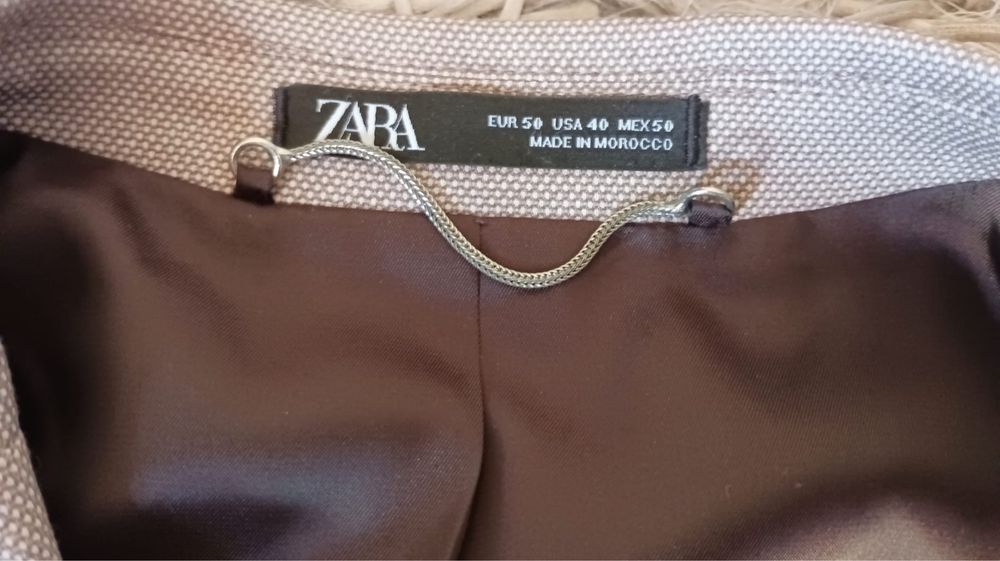 ZARA
EUR 50 USA 40 MEX 50
MADE IN MOROCCO